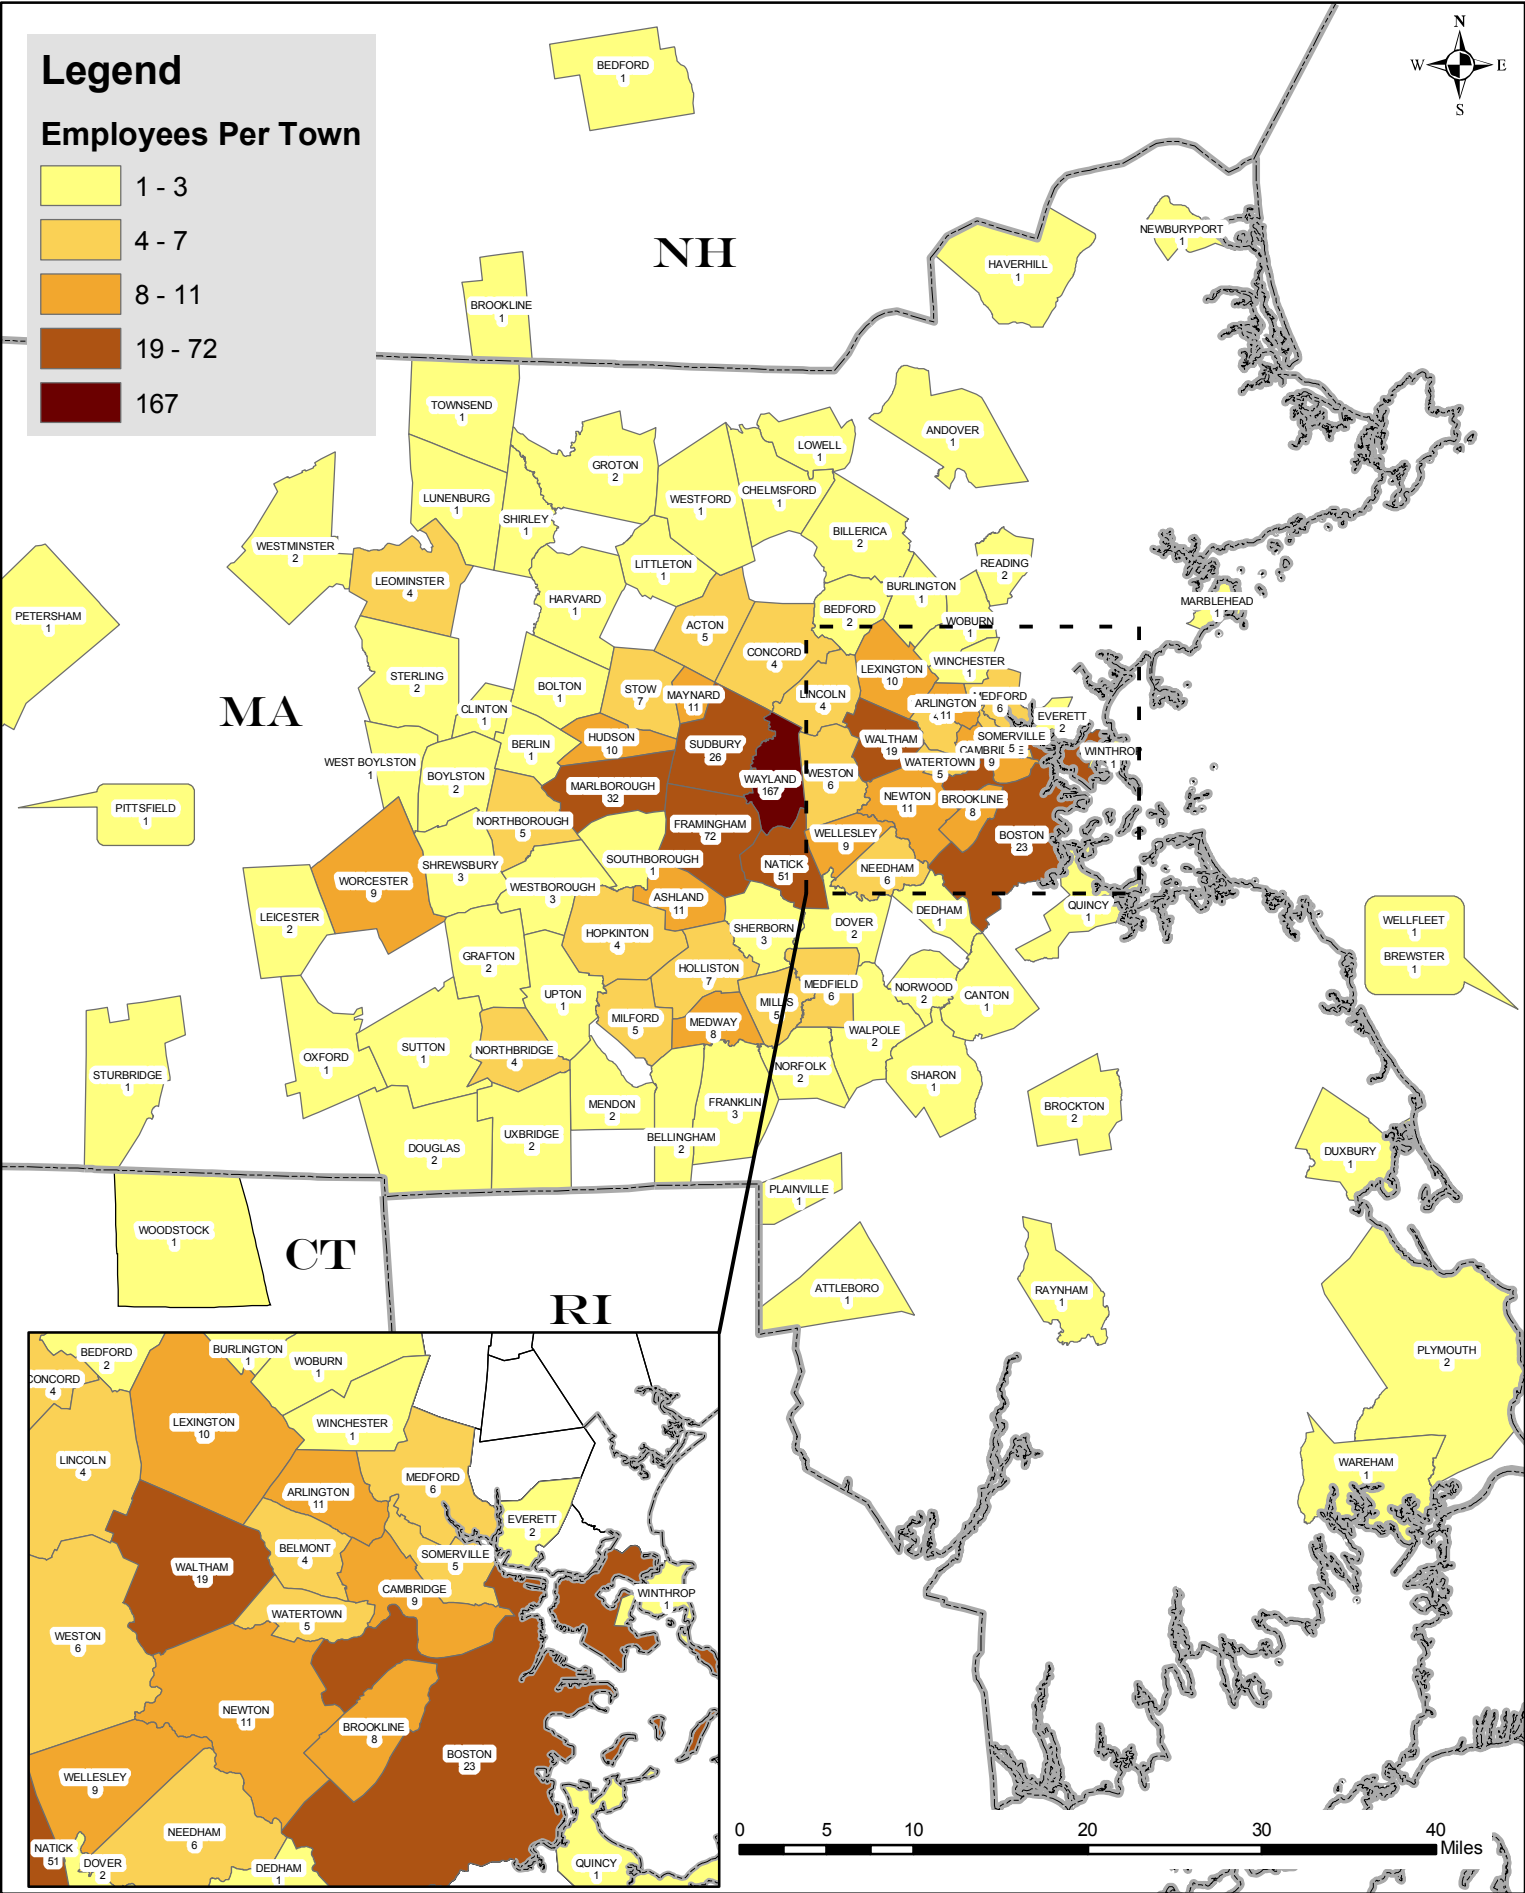 Legend
Employees Per Town
1 - 3
4 - 7
8 - 11
19 - 72
167
N
W
E
S
NH
MA
CT
RI
BEDFORD
1
BROOKLINE
1
HAVERHILL
1
NEWBURYPORT
1
TOWNSEND
1
ANDOVER
1
LOWELL
1
GROTON
2
LUNENBURG
1
SHIRLEY
1
WESTFORD
1
CHELMSFORD
1
BILLERICA
2
WESTMINSTER
2
LEOMINSTER
4
LITTLETON
1
READING
2
BURLINGTON
1
HARVARD
1
BEDFORD
2
MARBLEHEAD
1
PETERSHAM
1
ACTON
5
WOBURN
1
CONCORD
4
LEXINGTON
10
WINCHESTER
1
STERLING
2
BOLTON
1
STOW
7
MAYNARD
11
LINCOLN
4
ARLINGTON
11
MEDFORD
6
CLINTON
1
EVERETT
2
BERLIN
1
HUDSON
10
SUDBURY
26
WALTHAM
19
SOMERVILLE
5
CAMBRIDGE
9
WINTHROP
1
WEST BOYLSTON
1
BOYLSTON
2
MARLBOROUGH
32
WAYLAND
167
WESTON
6
WATERTOWN
5
PITTSFIELD
1
NORTHBOROUGH
5
FRAMINGHAM
72
NEWTON
11
BROOKLINE
8
WELLESLEY
9
BOSTON
23
SHREWSBURY
3
SOUTHBOROUGH
1
NATICK
51
NEEDHAM
6
WORCESTER
9
WESTBOROUGH
3
ASHLAND
11
LEICESTER
2
SHERBORN
3
DOVER
2
DEDHAM
1
QUINCY
1
WELLFLEET
1
BREWSTER
1
HOPKINTON
4
GRAFTON
2
HOLLISTON
7
MEDFIELD
6
NORWOOD
2
CANTON
1
UPTON
1
MILLIS
5
MILFORD
5
MEDWAY
8
WALPOLE
2
OXFORD
1
SUTTON
1
NORTHBRIDGE
4
STURBRIDGE
1
NORFOLK
2
SHARON
1
MENDON
2
FRANKLIN
3
BROCKTON
2
DOUGLAS
2
UXBRIDGE
2
BELLINGHAM
2
DUXBURY
1
PLAINVILLE
1
WOODSTOCK
1
ATTLEBORO
1
RAYNHAM
1
PLYMOUTH
2
WAREHAM
1
BEDFORD
2
BURLINGTON
1
WOBURN
1
CONCORD
4
LEXINGTON
10
WINCHESTER
1
LINCOLN
4
MEDFORD
6
ARLINGTON
11
EVERETT
2
BELMONT
4
SOMERVILLE
5
WALTHAM
19
CAMBRIDGE
9
WINTHROP
1
WATERTOWN
5
WESTON
6
NEWTON
11
BROOKLINE
8
BOSTON
23
WELLESLEY
9
NEEDHAM
6
NATICK
51
DOVER
2
DEDHAM
1
QUINCY
1
0 5 10 20 30 40
Miles